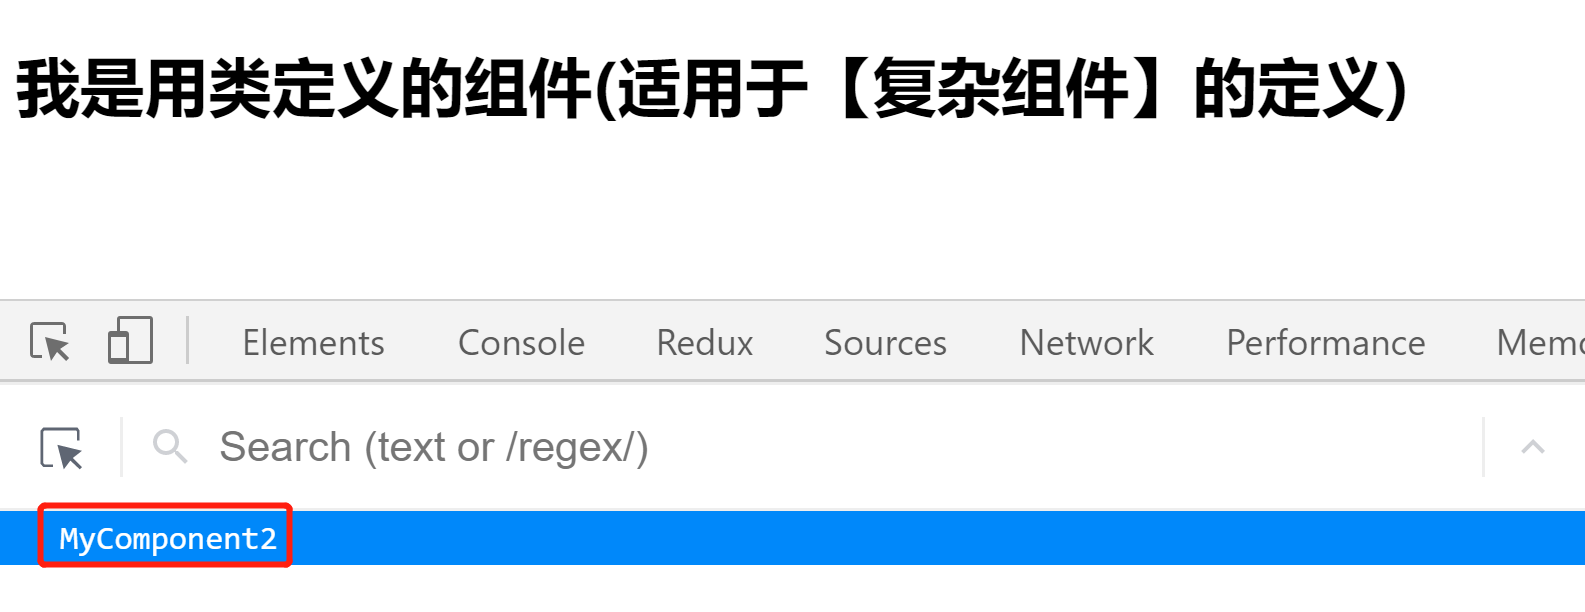 我是用类定义的组件(适用于【复杂组件】的定义)
Elements Console Redux Sources Network Performance Memo
Search (text or /regex/)
MyComponent2